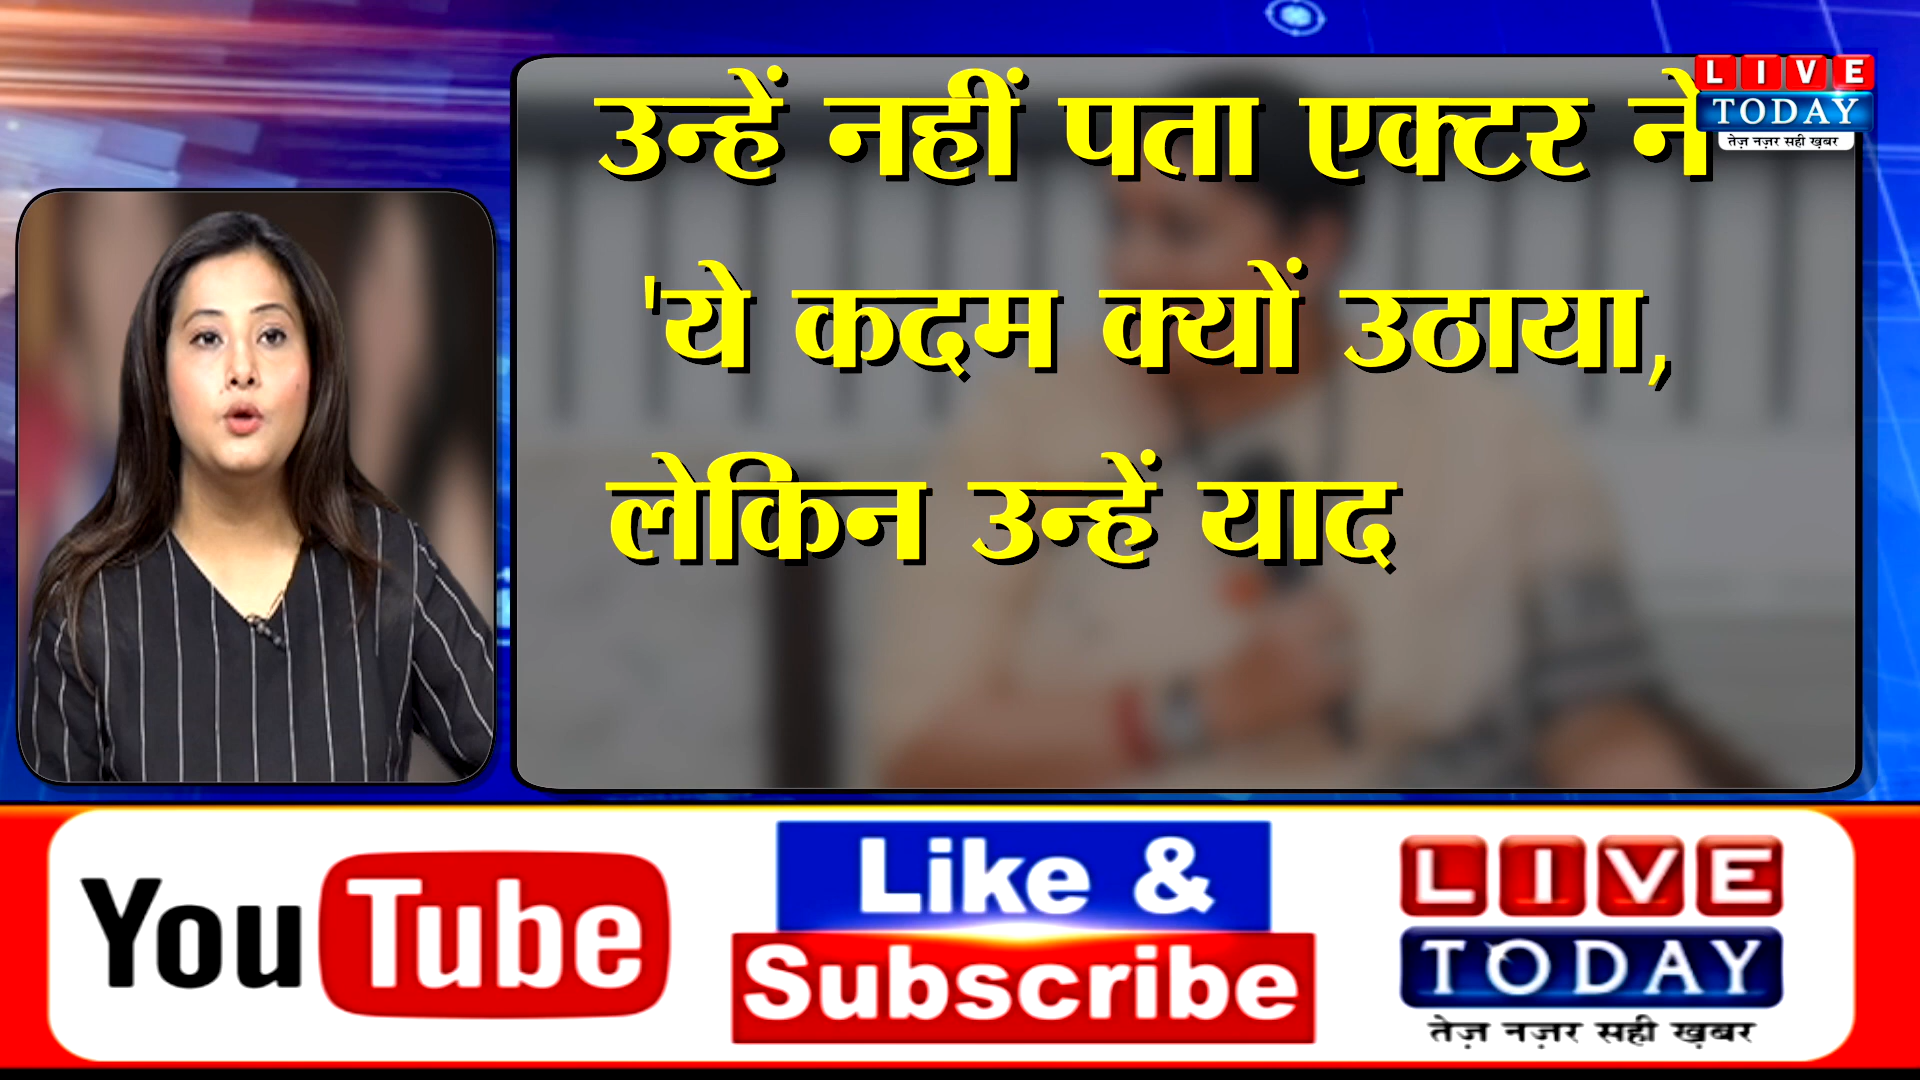 उन्हें नहीं पता एक्टर ने
'ये कदम क्यों उठाया,
लेकिन उन्हें याद
LIVE
TODAY
तेज़ नज़र सही ख़बर
YouTube
Like &
Subscribe
LIVE
TODAY
तेज़ नज़र सही ख़बर